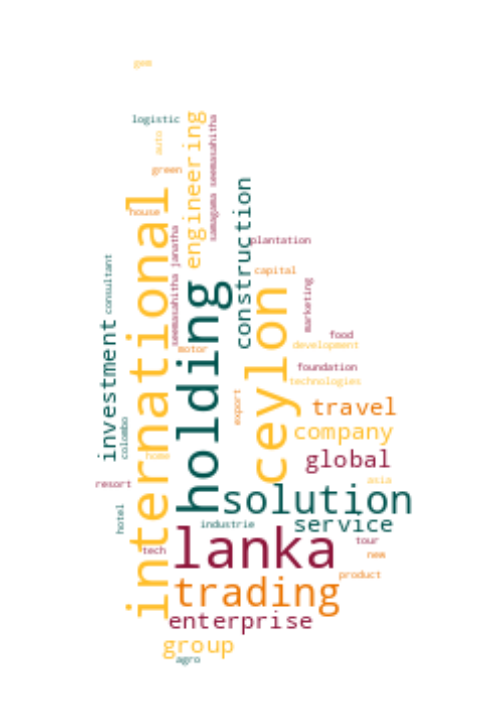 gem
logistic
engineering
samagama seemasahitha
auto
green
international
house
construction
seemasahitha janatha
plantation
consultant
capital
holding
marketing
ceylon
investment
food
development
motor
foundation
technologies
export
travel
colombo
company
home
global
resort
asia
solution
hotel
industrie
service
lanka
tour
tech
new
product
trading
enterprise
group
agro